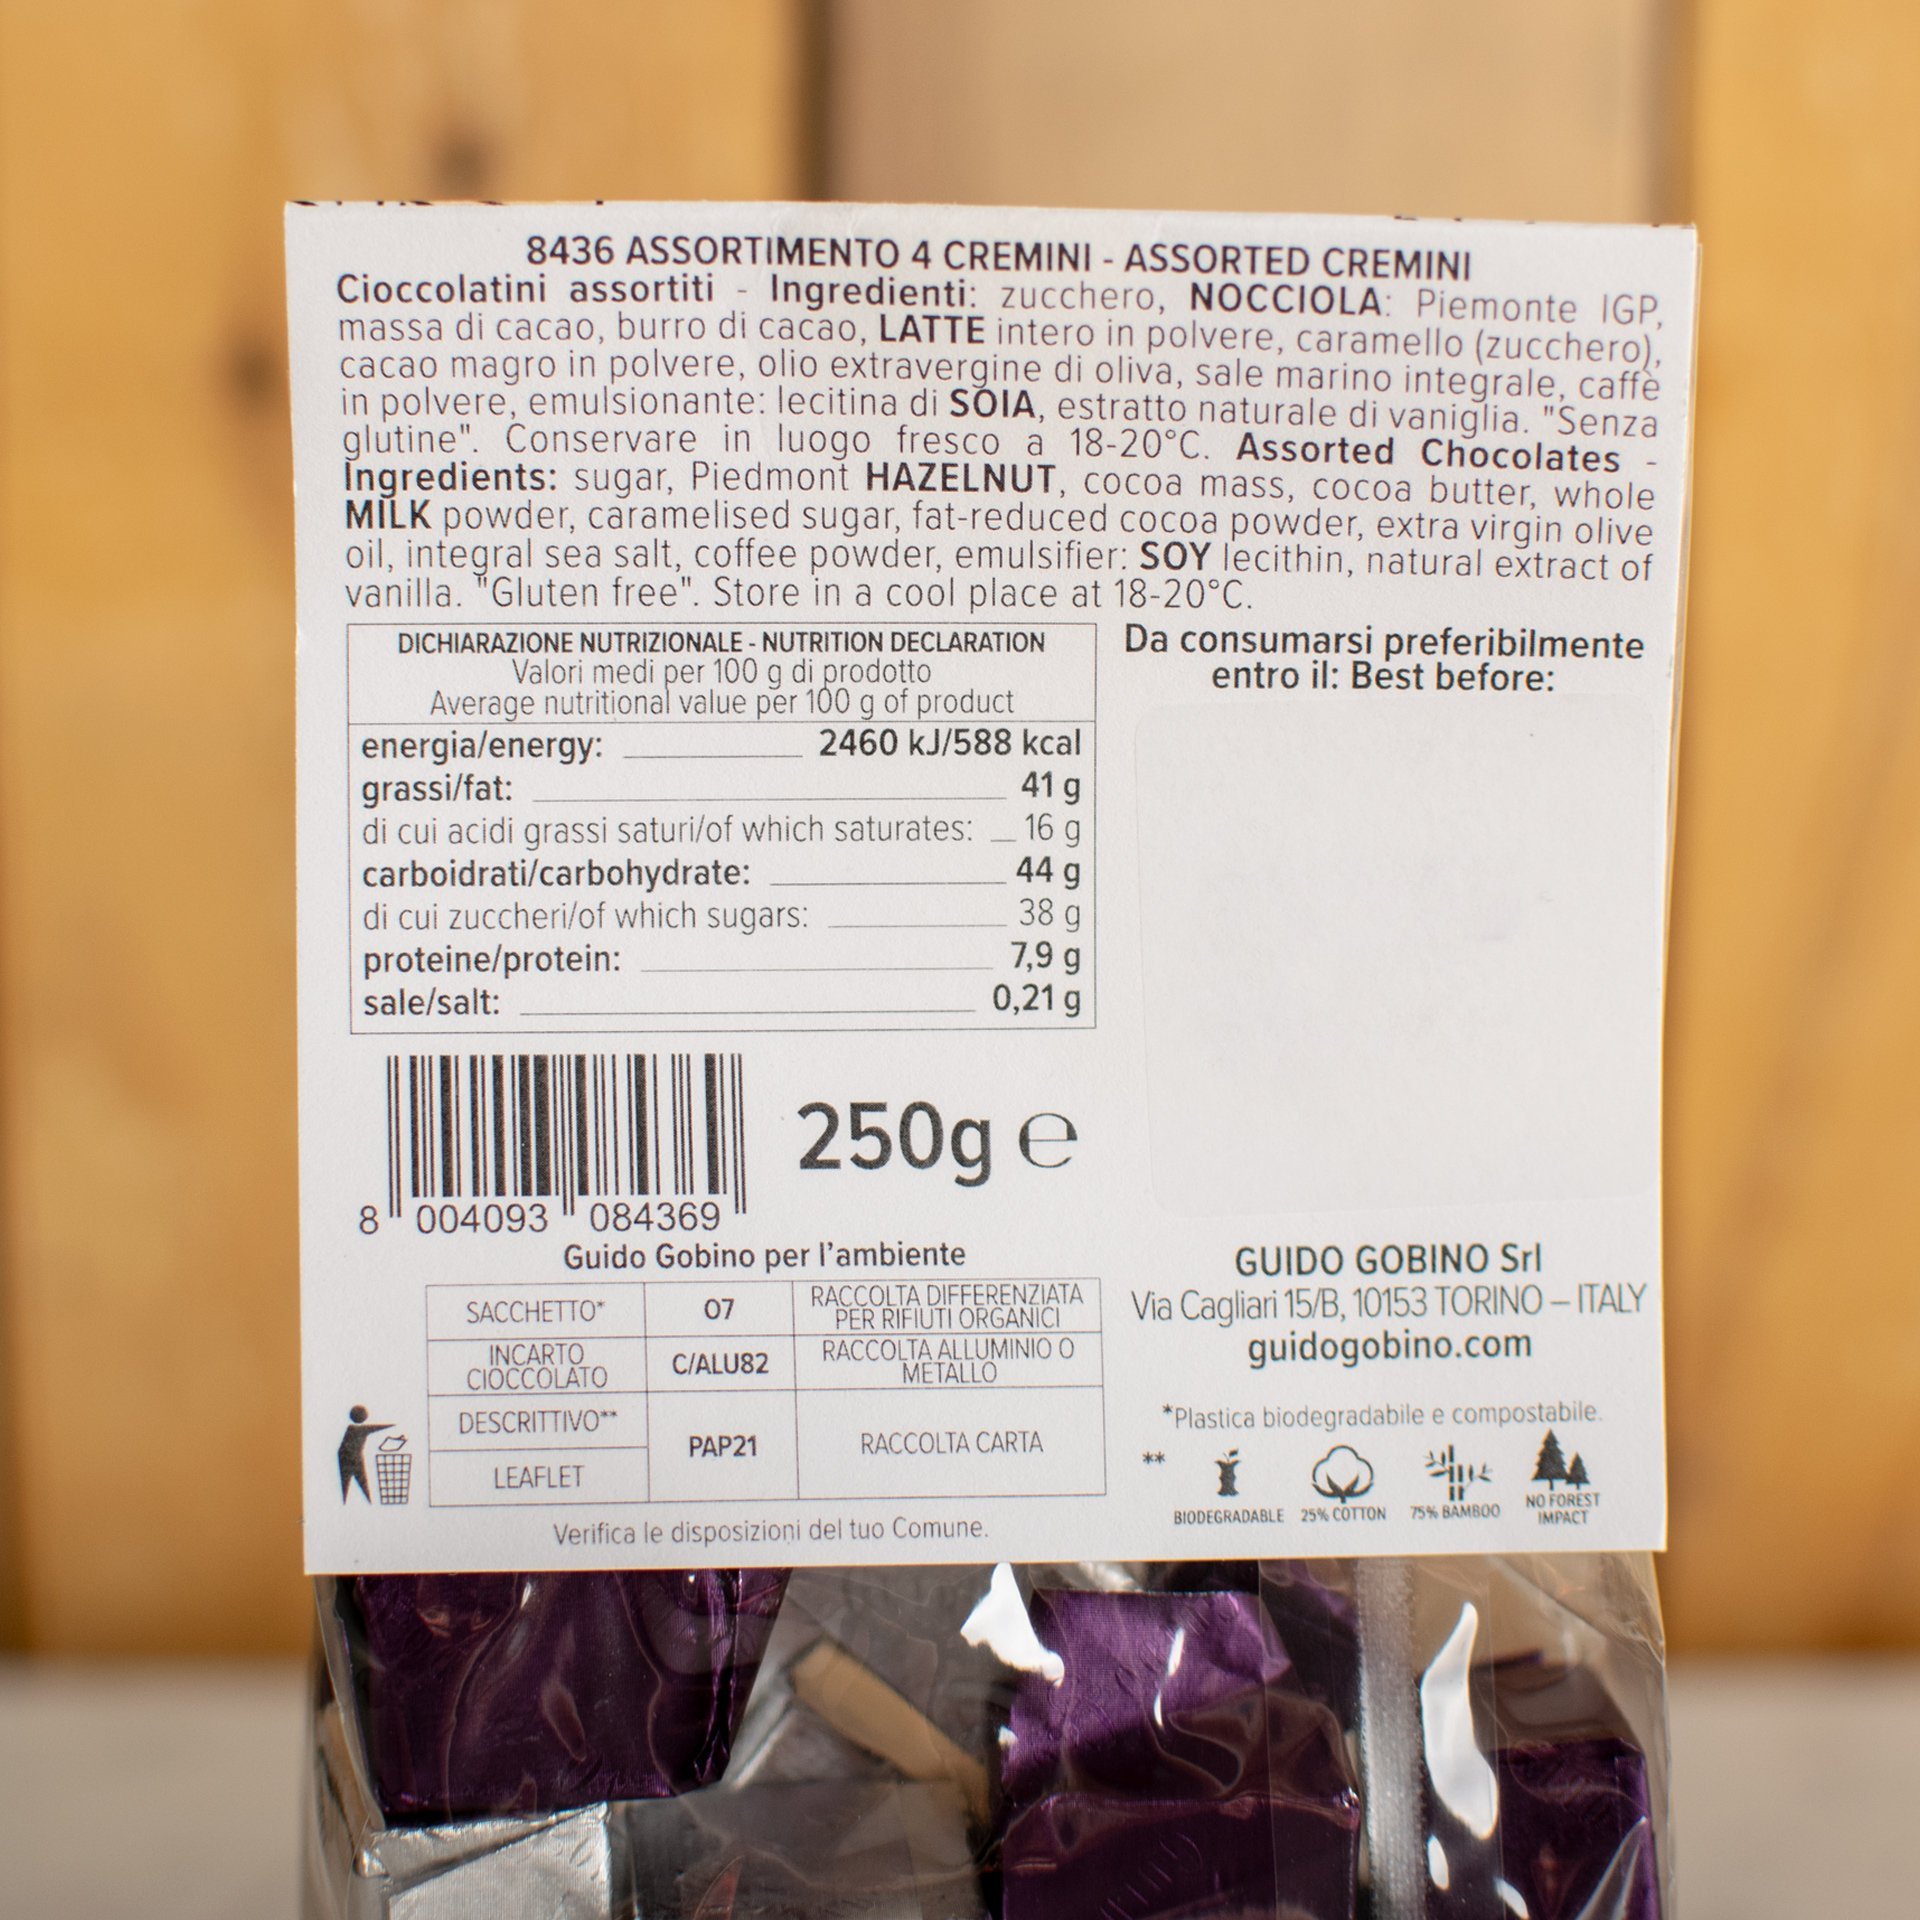 8436 ASSORTIMENTO 4 CREMINI - ASSORTED CREMINI
Cioccolatini assortiti - Ingredienti: zucchero, NOCCIOLA: Piemonte IGP,
massa di cacao, burro di cacao, LATTE intero in polvere, caramello (zucchero),
cacao magro in polvere, olio extravergine di oliva, sale marino integrale, caffè
in polvere, emulsionante: lecitina di SOIA, estratto naturale di vaniglia. "Senza
glutine". Conservare in luogo fresco a 18-20°C. Assorted Chocolates -
Ingredients: sugar, Piedmont HAZELNUT, cocoa mass, cocoa butter, whole
MILK powder, caramelised sugar, fat-reduced cocoa powder, extra virgin olive
oil, integral sea salt, coffee powder, emulsifier: SOY lecithin, natural extract of
vanilla. "Gluten free". Store in a cool place at 18-20°C.
DICHIARAZIONE NUTRIZIONALE - NUTRITION DECLARATION
Valori medi per 100 g di prodotto
Average nutritional value per 100 g of product
energia/energy: 2460 kJ/588 kcal
grassi/fat: 41 g
di cui acidi grassi saturi/of which saturates: 16 g
carboidrati/carbohydrate: 44 g
di cui zuccheri/of which sugars: 38 g
proteine/protein: 7,9 g
sale/salt: 0,21 g
Da consumarsi preferibilmente
entro il: Best before:
250g e
8 004093 084369
Guido Gobino per l'ambiente
SACCHETTO* 07 RACCOLTA DIFFERENZIATA
PER RIFIUTI ORGANICI
INCARTO
CIOCCOLATO C/ALU82 RACCOLTA ALLUMINIO O
METALLO
DESCRITTIVO**
LEAFLET PAP21 RACCOLTA CARTA
Verifica le disposizioni del tuo Comune.
GUIDO GOBINO Srl
Via Cagliari 15/B, 10153 TORINO – ITALY
guidogobino.com
*Plastica biodegradabile e compostabile.
**
BIODEGRADABLE 25% COTTON 75% BAMBOO NO FOREST
IMPACT